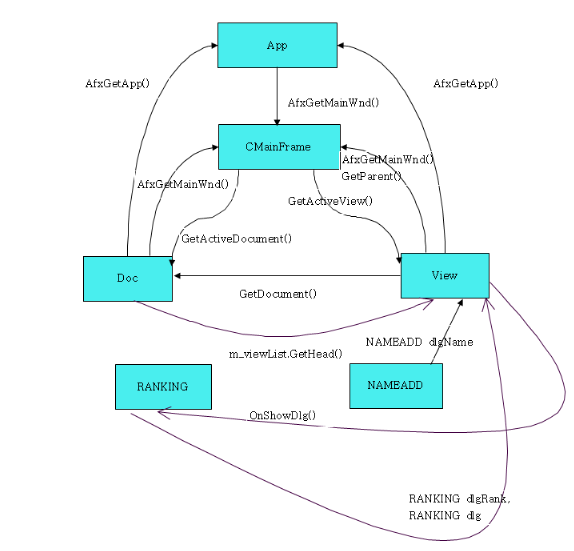 App
AfxGetApp()
AfxGetApp()
AfxGetMainWnd()
CMainFrame
AfxGetMainWnd()
GetParent()
AfxGetMainWnd()
GetActiveView()
GetActiveDocument()
Doc
View
GetDocument()
NAMEADD dlgName
m_viewList.GetHead()
RANKING
NAMEADD
OnShowDlg()
RANKING dlgRank,
RANKING dlg